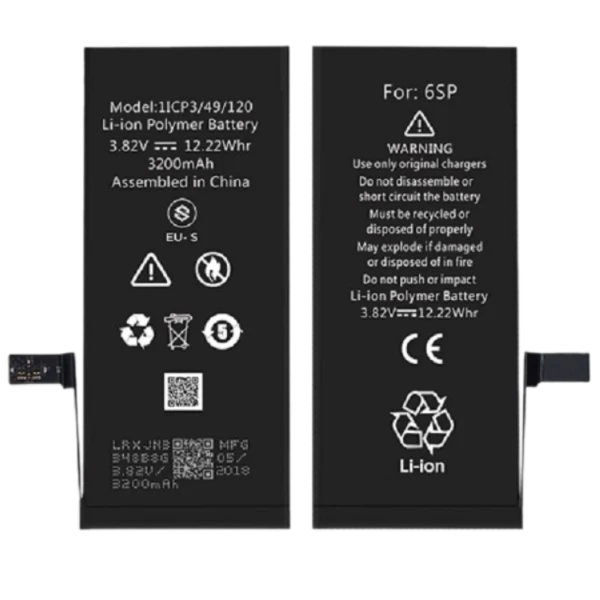 Model:1ICP3/49/120
Li-ion Polymer Battery
3.82V ⎓ 12.22Whr
3200mAh
Assembled in China
EU- S
5
LRXJNB MFG
B48B8G 05/
3.82V/ 2018
3200mAh
For: 6SP
WARNING
Use only original chargers
Do not disassemble or
short circuit the battery
Must be recycled or
disposed of properly
May explode if damaged
or disposed of in fire
Do not push or impact
Li-ion Polymer Battery
3.82V⎓12.22Whr
CE
Li-ion